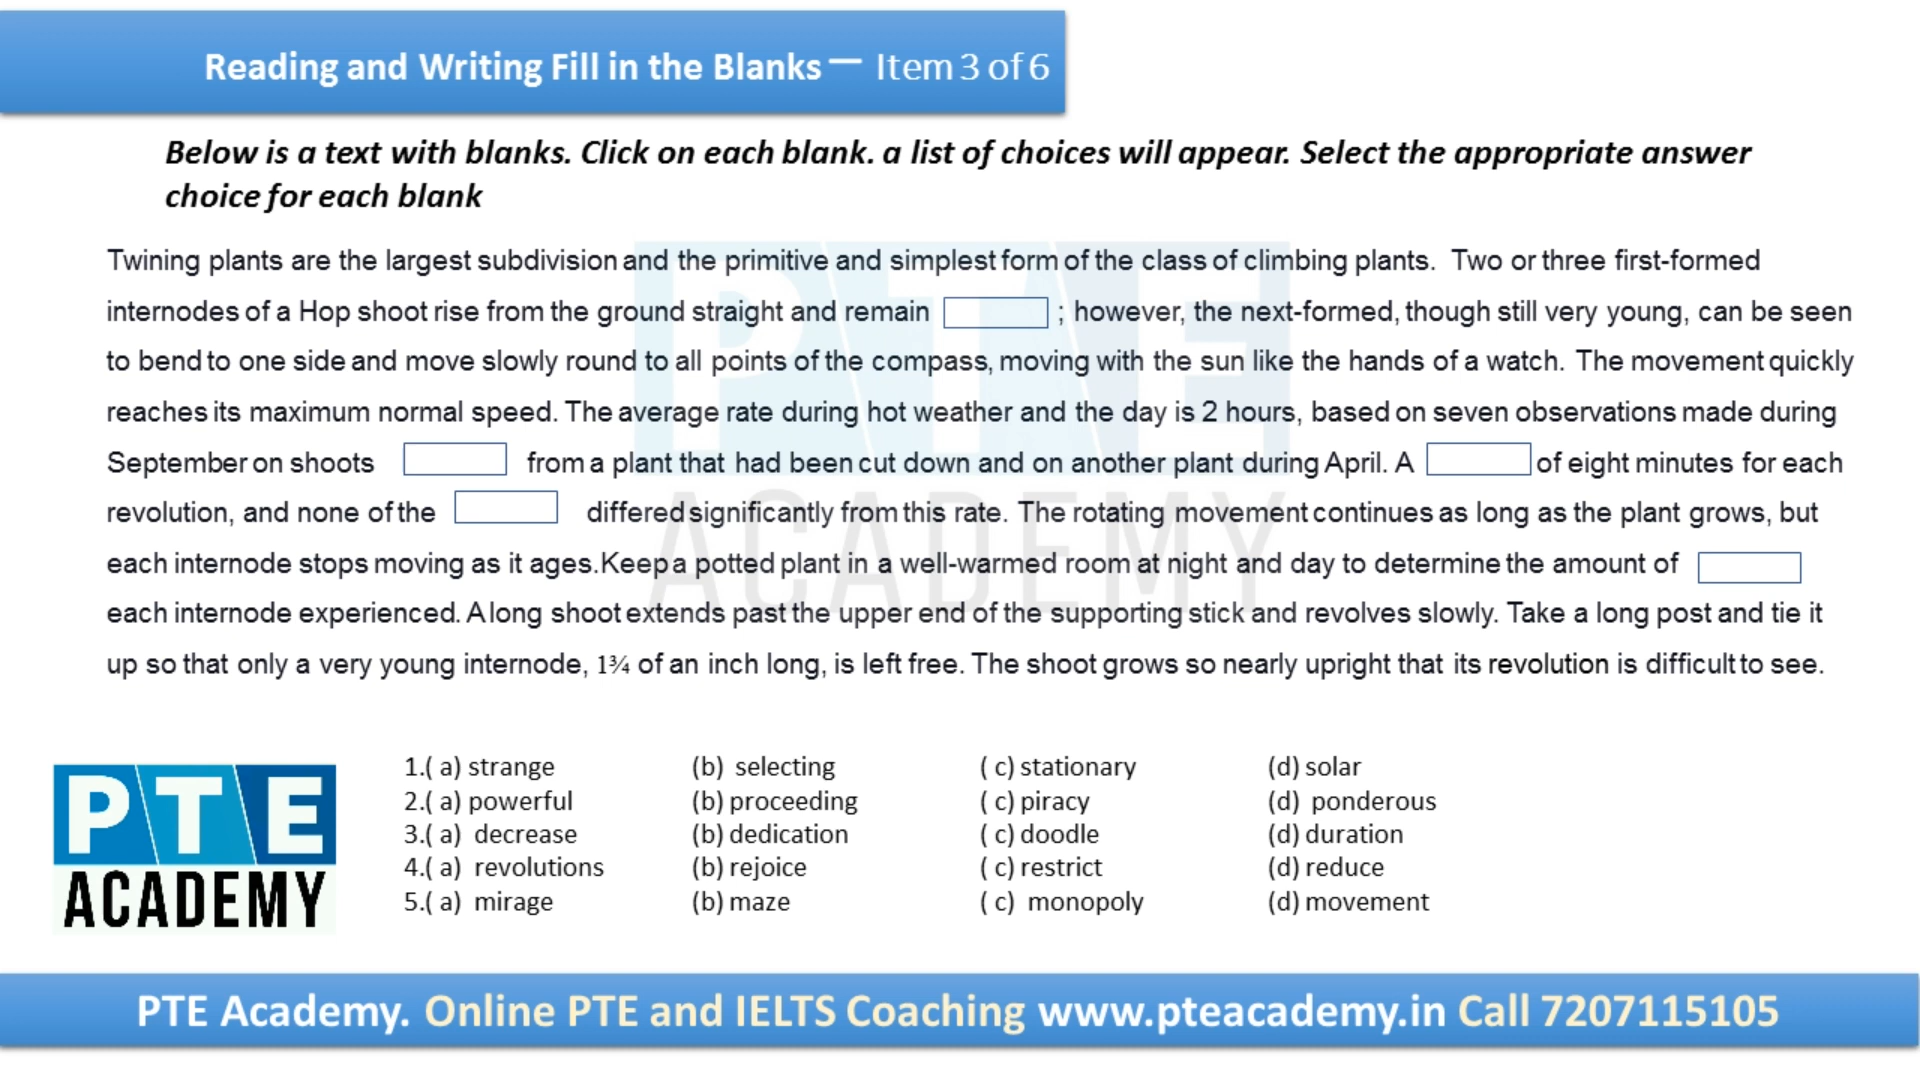 Reading and Writing Fill in the Blanks — Item 3 of 6
Below is a text with blanks. Click on each blank. a list of choices will appear. Select the appropriate answer
choice for each blank
Twining plants are the largest subdivision and the primitive and simplest form of the class of climbing plants. Two or three first-formed
internodes of a Hop shoot rise from the ground straight and remain ; however, the next-formed, though still very young, can be seen
to bend to one side and move slowly round to all points of the compass, moving with the sun like the hands of a watch. The movement quickly
reaches its maximum normal speed. The average rate during hot weather and the day is 2 hours, based on seven observations made during
September on shoots from a plant that had been cut down and on another plant during April. A of eight minutes for each
revolution, and none of the differed significantly from this rate. The rotating movement continues as long as the plant grows, but
each internode stops moving as it ages.Keep a potted plant in a well-warmed room at night and day to determine the amount of
each internode experienced. A long shoot extends past the upper end of the supporting stick and revolves slowly. Take a long post and tie it
up so that only a very young internode, 1¾ of an inch long, is left free. The shoot grows so nearly upright that its revolution is difficult to see.
PTE
ACADEMY
1.( a) strange (b) selecting ( c) stationary (d) solar
2.( a) powerful (b) proceeding ( c) piracy (d) ponderous
3.( a) decrease (b) dedication ( c) doodle (d) duration
4.( a) revolutions (b) rejoice ( c) restrict (d) reduce
5.( a) mirage (b) maze ( c) monopoly (d) movement
PTE
ACADEMY
PTE Academy. Online PTE and IELTS Coaching www.pteacademy.in Call 7207115105